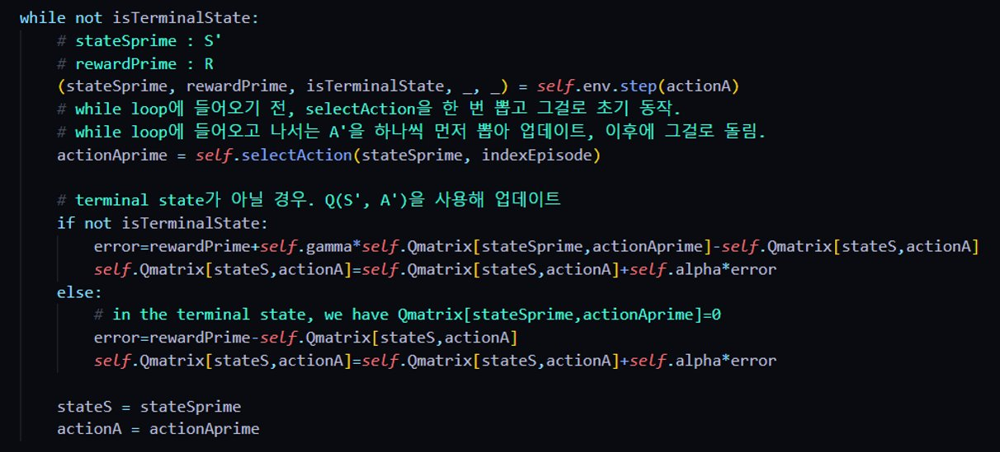 while not isTerminalState:
# stateSprime : S'
# rewardPrime : R
(stateSprime, rewardPrime, isTerminalState, _, _) = self.env.step(actionA)
# while loop에 들어오기 전, selectAction을 한 번 뽑고 그걸로 초기 동작.
# while loop에 들어오고 나서는 A'을 하나씩 먼저 뽑아 업데이트, 이후에 그걸로 돌림.
actionAprime = self.selectAction(stateSprime, indexEpisode)
# terminal state가 아닐 경우. Q(S', A')을 사용해 업데이트
if not isTerminalState:
error=rewardPrime+self.gamma*self.Qmatrix[stateSprime,actionAprime]-self.Qmatrix[stateS,actionA]
self.Qmatrix[stateS,actionA]=self.Qmatrix[stateS,actionA]+self.alpha*error
else:
# in the terminal state, we have Qmatrix[stateSprime,actionAprime]=0
error=rewardPrime-self.Qmatrix[stateS,actionA]
self.Qmatrix[stateS,actionA]=self.Qmatrix[stateS,actionA]+self.alpha*error
stateS = stateSprime
actionA = actionAprime